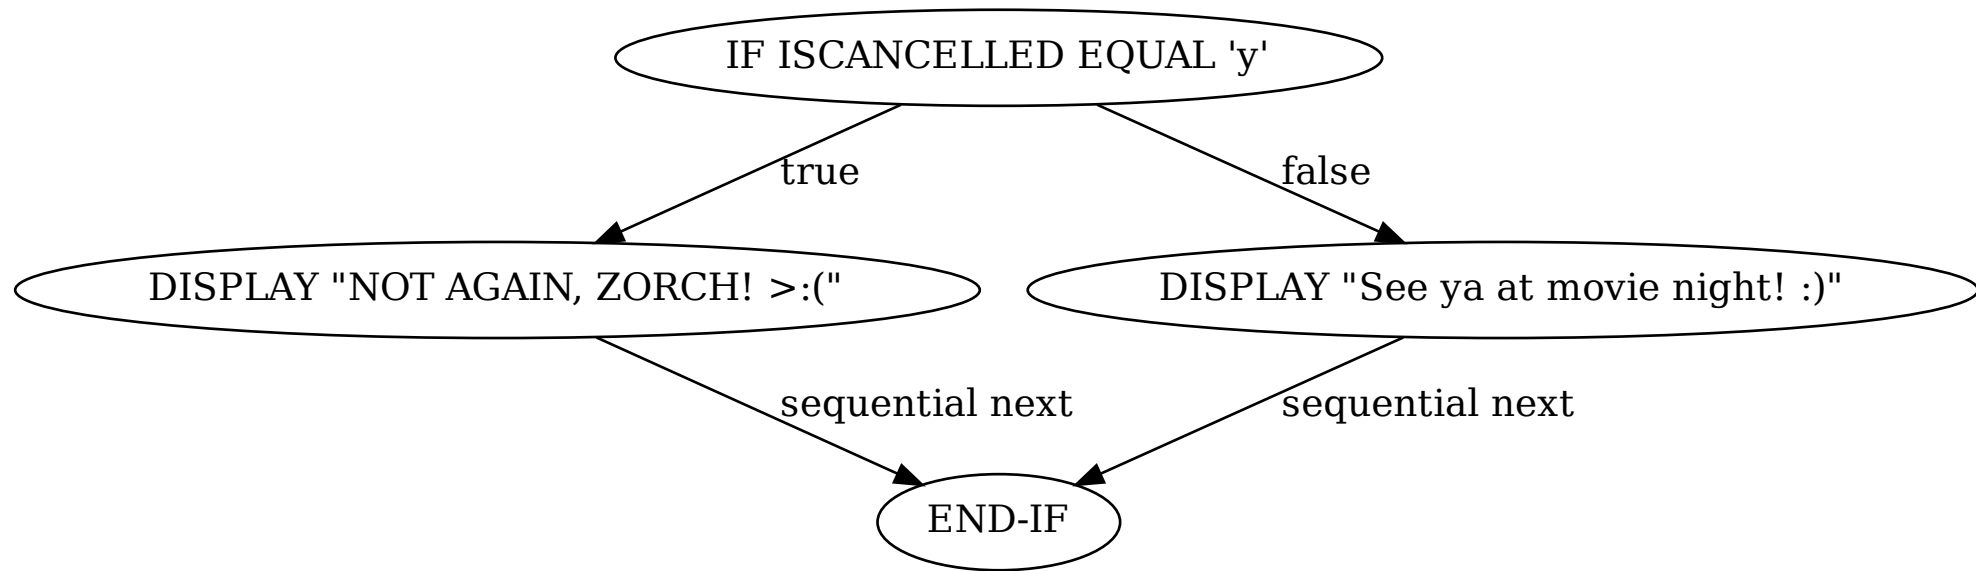 IF ISCANCELLED EQUAL 'y'
true
false
DISPLAY "NOT AGAIN, ZORCH! >:("
DISPLAY "See ya at movie night! :)"
sequential next
sequential next
END-IF